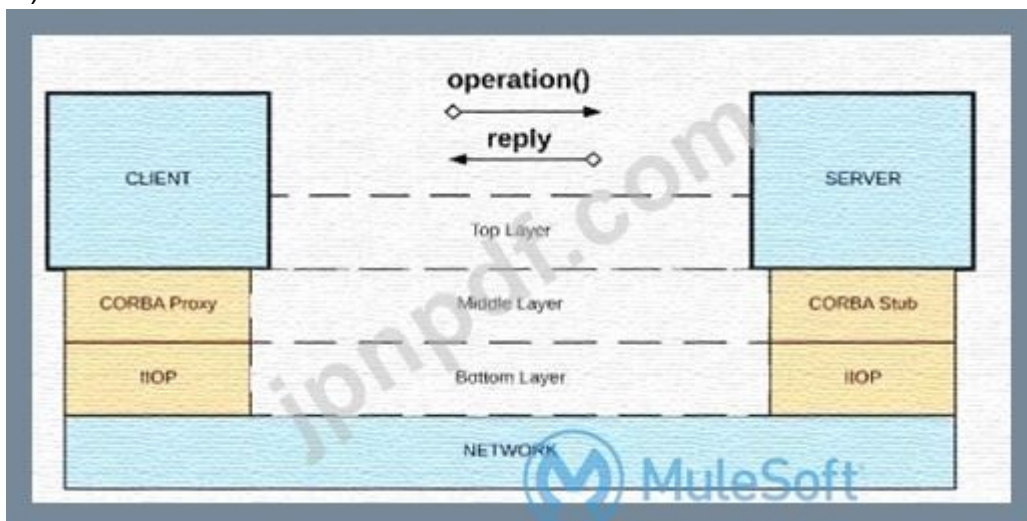 )
operation()
reply
CLIENT
SERVER
Top Layer
CORBA Proxy
Middle Layer
CORBA Stub
IIOP
Bottom Layer
IIOP
NETWORK
MuleSoft
jpnpdf.com